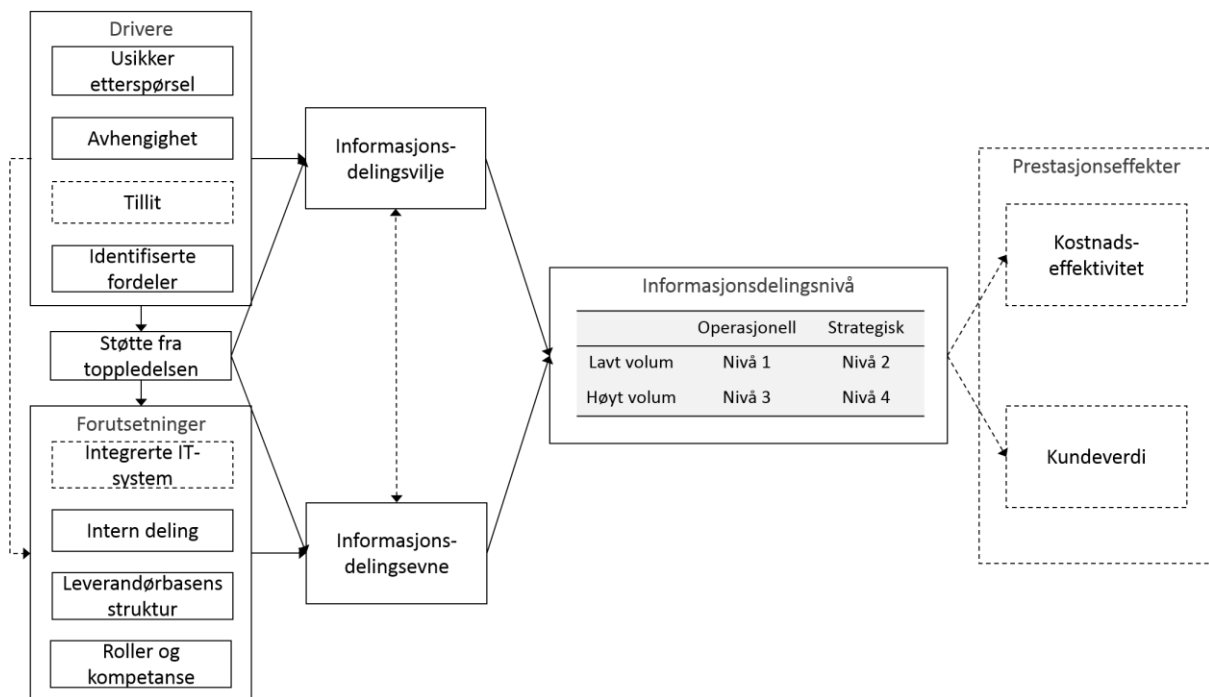 Drivere
Usikker
etterspørsel
Avhengighet
Tillit
Identifiserte
fordeler
Støtte fra
toppledelsen
Forutsetninger
Integrerte IT-
system
Intern deling
Leverandørbasens
struktur
Roller og
kompetanse
Informasjons-
delingsvilje
Informasjons-
delingsevne
Informasjonsdelingsnivå
Operasjonell Strategisk
Lavt volum Nivå 1 Nivå 2
Høyt volum Nivå 3 Nivå 4
Prestasjonseffekter
Kostnads-
effektivitet
Kundeverdi